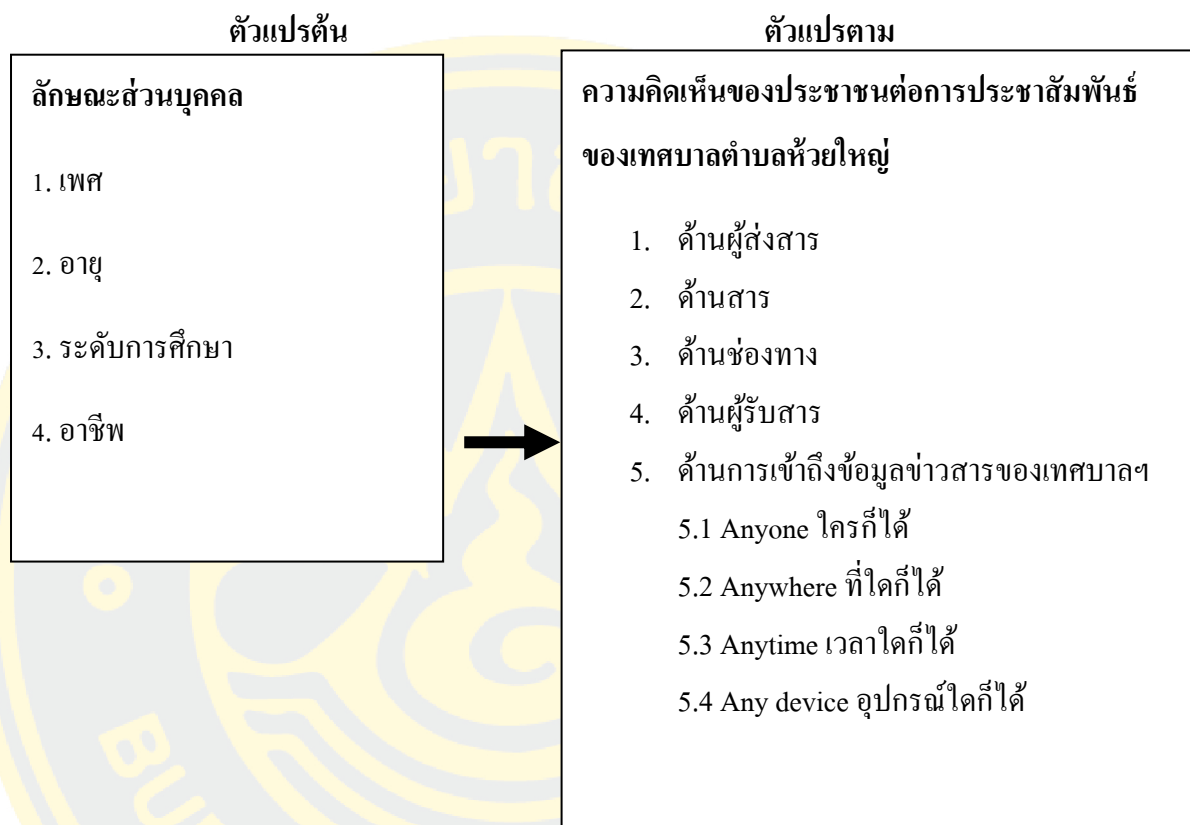 ตัวแปรต้น
ตัวแปรตาม
ลักษณะส่วนบุคคล
1. เพศ
2. อายุ
3. ระดับการศึกษา
4. อาชีพ
ความคิดเห็นของประชาชนต่อการประชาสัมพันธ์
ของเทศบาลตำบลห้วยใหญ่
1. ด้านผู้ส่งสาร
2. ด้านสาร
3. ด้านช่องทาง
4. ด้านผู้รับสาร
5. ด้านการเข้าถึงข้อมูลข่าวสารของเทศบาลฯ
5.1 Anyone ใครก็ได้
5.2 Anywhere ที่ใดก็ได้
5.3 Anytime เวลาใดก็ได้
5.4 Any device อุปกรณ์ใดก็ได้